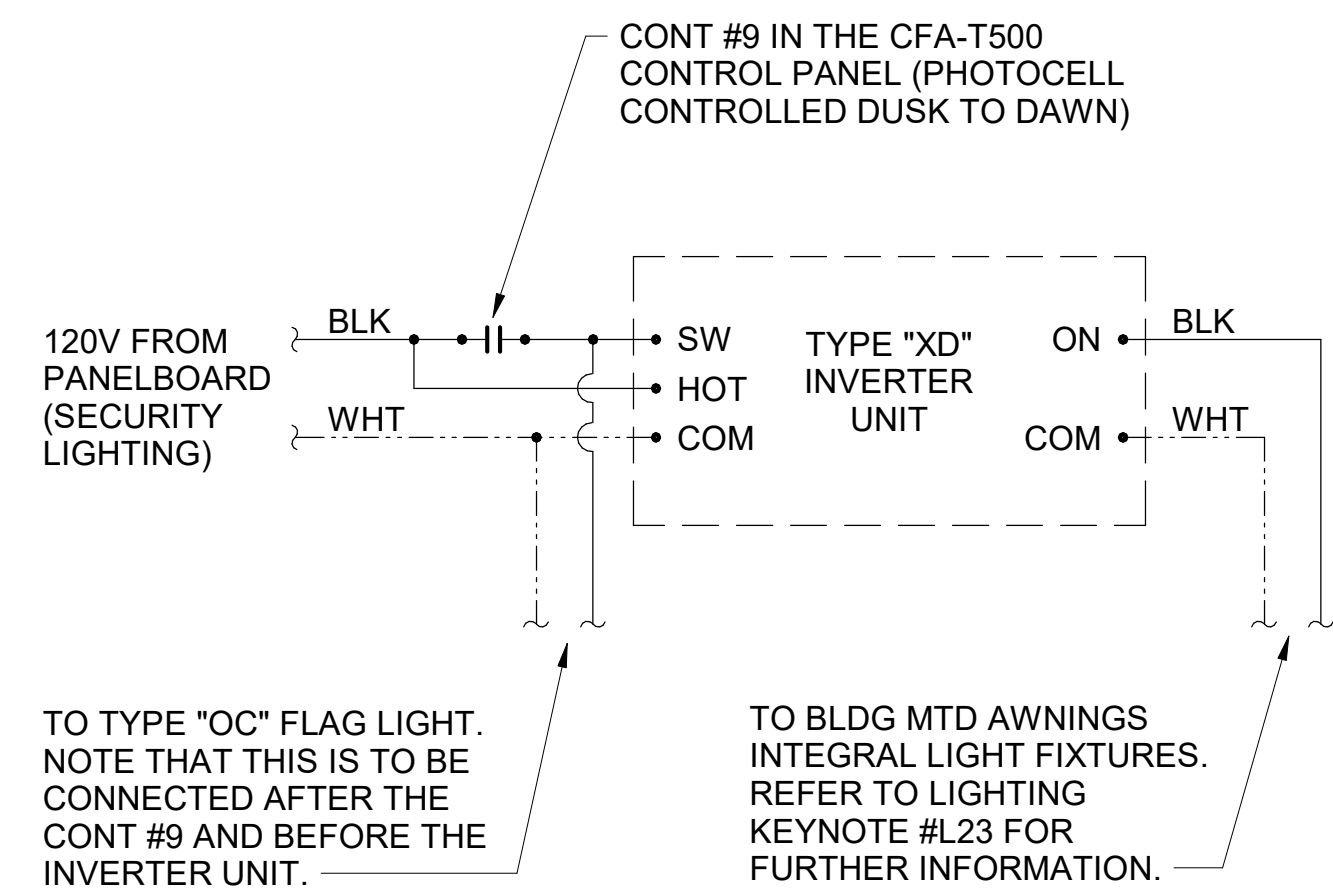 CONT #9 IN THE CFA-T500
CONTROL PANEL (PHOTOCELL
CONTROLLED DUSK TO DAWN)
120V FROM
PANELBOARD
(SECURITY
LIGHTING)
BLK
WHT
SW
HOT
COM
TYPE "XD"
INVERTER
UNIT
ON
COM
BLK
WHT
TO TYPE "OC" FLAG LIGHT.
NOTE THAT THIS IS TO BE
CONNECTED AFTER THE
CONT #9 AND BEFORE THE
INVERTER UNIT.
TO BLDG MTD AWNINGS
INTEGRAL LIGHT FIXTURES.
REFER TO LIGHTING
KEYNOTE #L23 FOR
FURTHER INFORMATION.